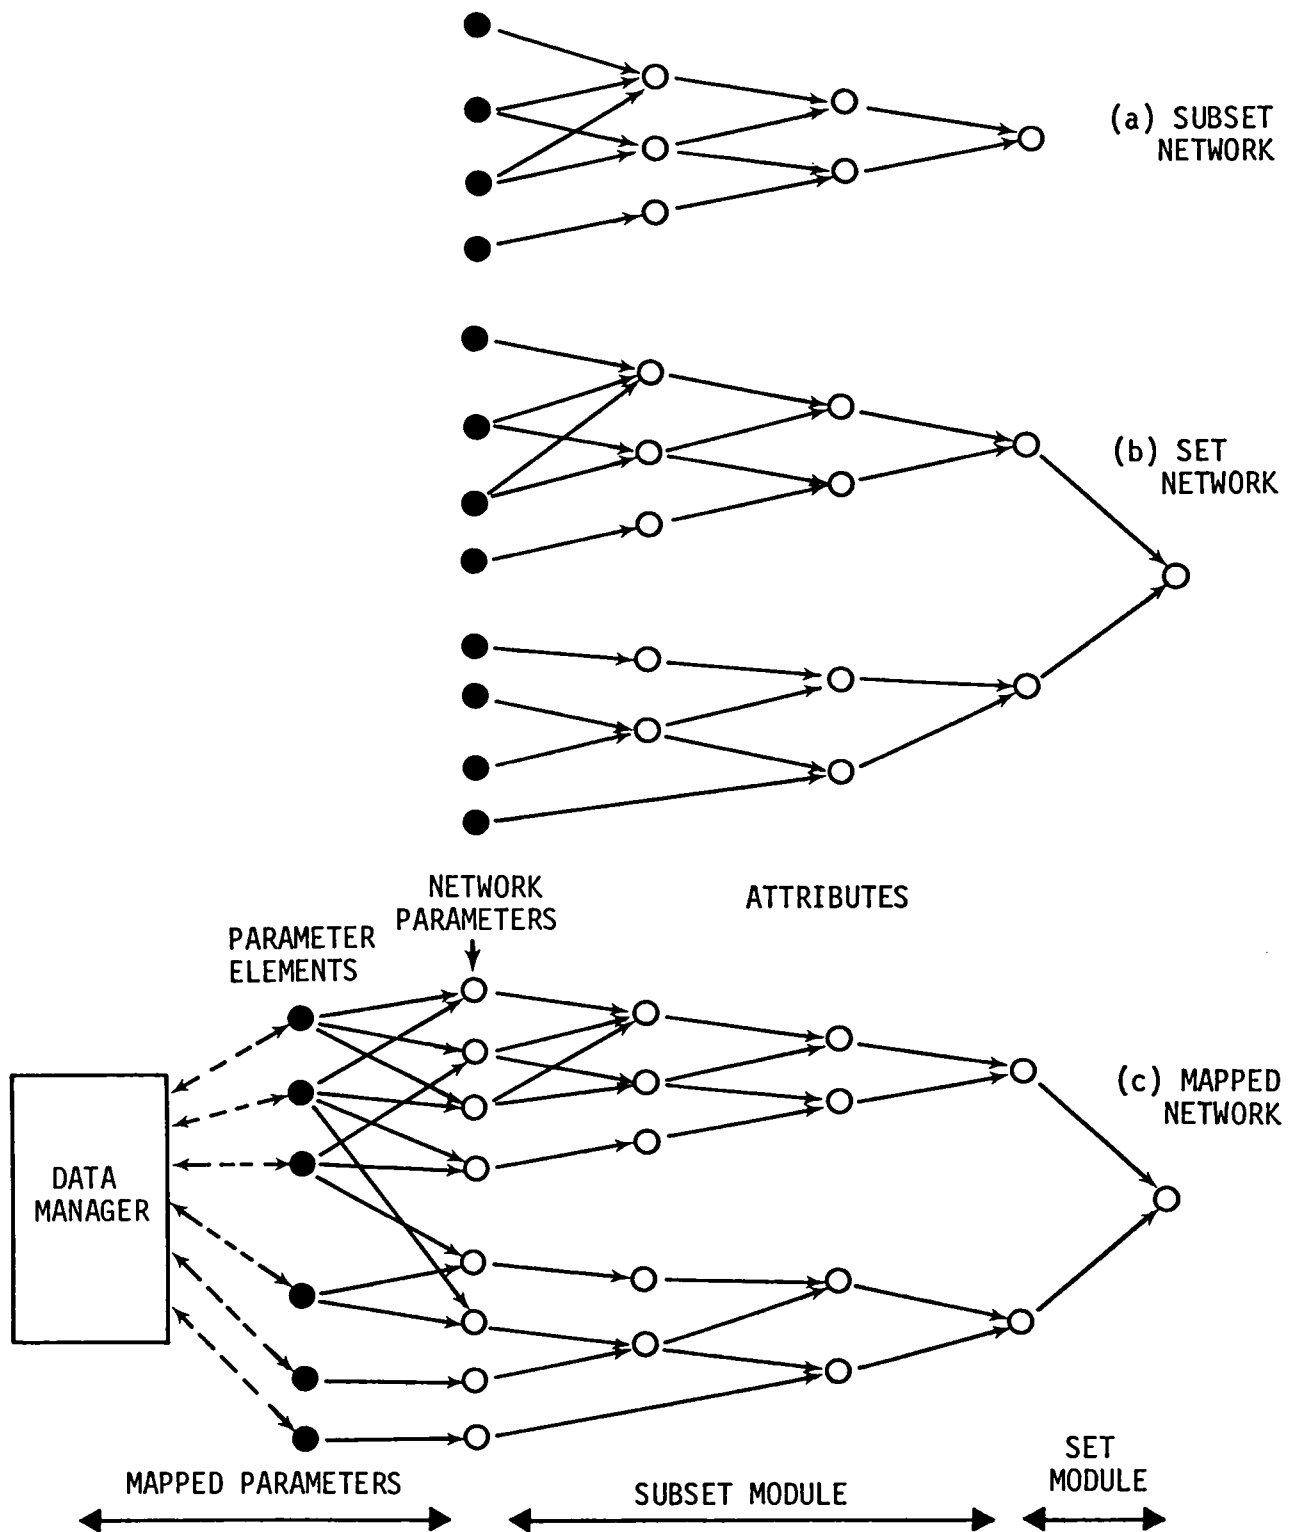 (a) SUBSET
NETWORK
(b) SET
NETWORK
NETWORK
PARAMETERS
ATTRIBUTES
PARAMETER
ELEMENTS
(c) MAPPED
NETWORK
DATA
MANAGER
MAPPED PARAMETERS
SUBSET MODULE
SET
MODULE